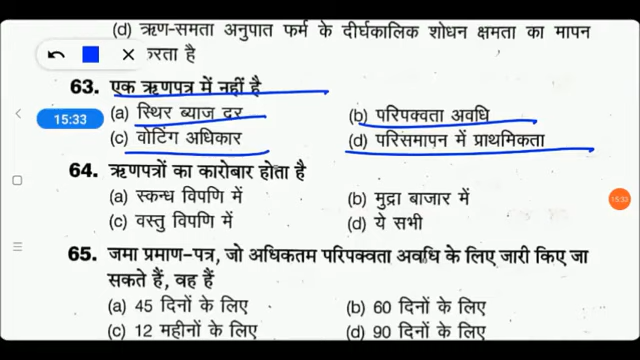 (d) ऋण-समता अनुपात फर्म के दीर्घकालिक शोधन क्षमता का मापन
करता है
63. एक ऋणपत्र में नहीं है
(a) स्थिर ब्याज दर (b) परिपक्वता अवधि
15:33
(c) वोटिंग अधिकार (d) परिसमापन में प्राथमिकता
64. ऋणपत्रों का कारोबार होता है
(a) स्कन्ध विपणि में (b) मुद्रा बाजार में
15:33
(c) वस्तु विपणि में (d) ये सभी
65. जमा प्रमाण-पत्र, जो अधिकतम परिपक्वता अवधि के लिए जारी किए जा
सकते हैं, वह हैं
(a) 45 दिनों के लिए (b) 60 दिनों के लिए
(c) 12 महीनों के लिए (d) 90 दिनों के लिए